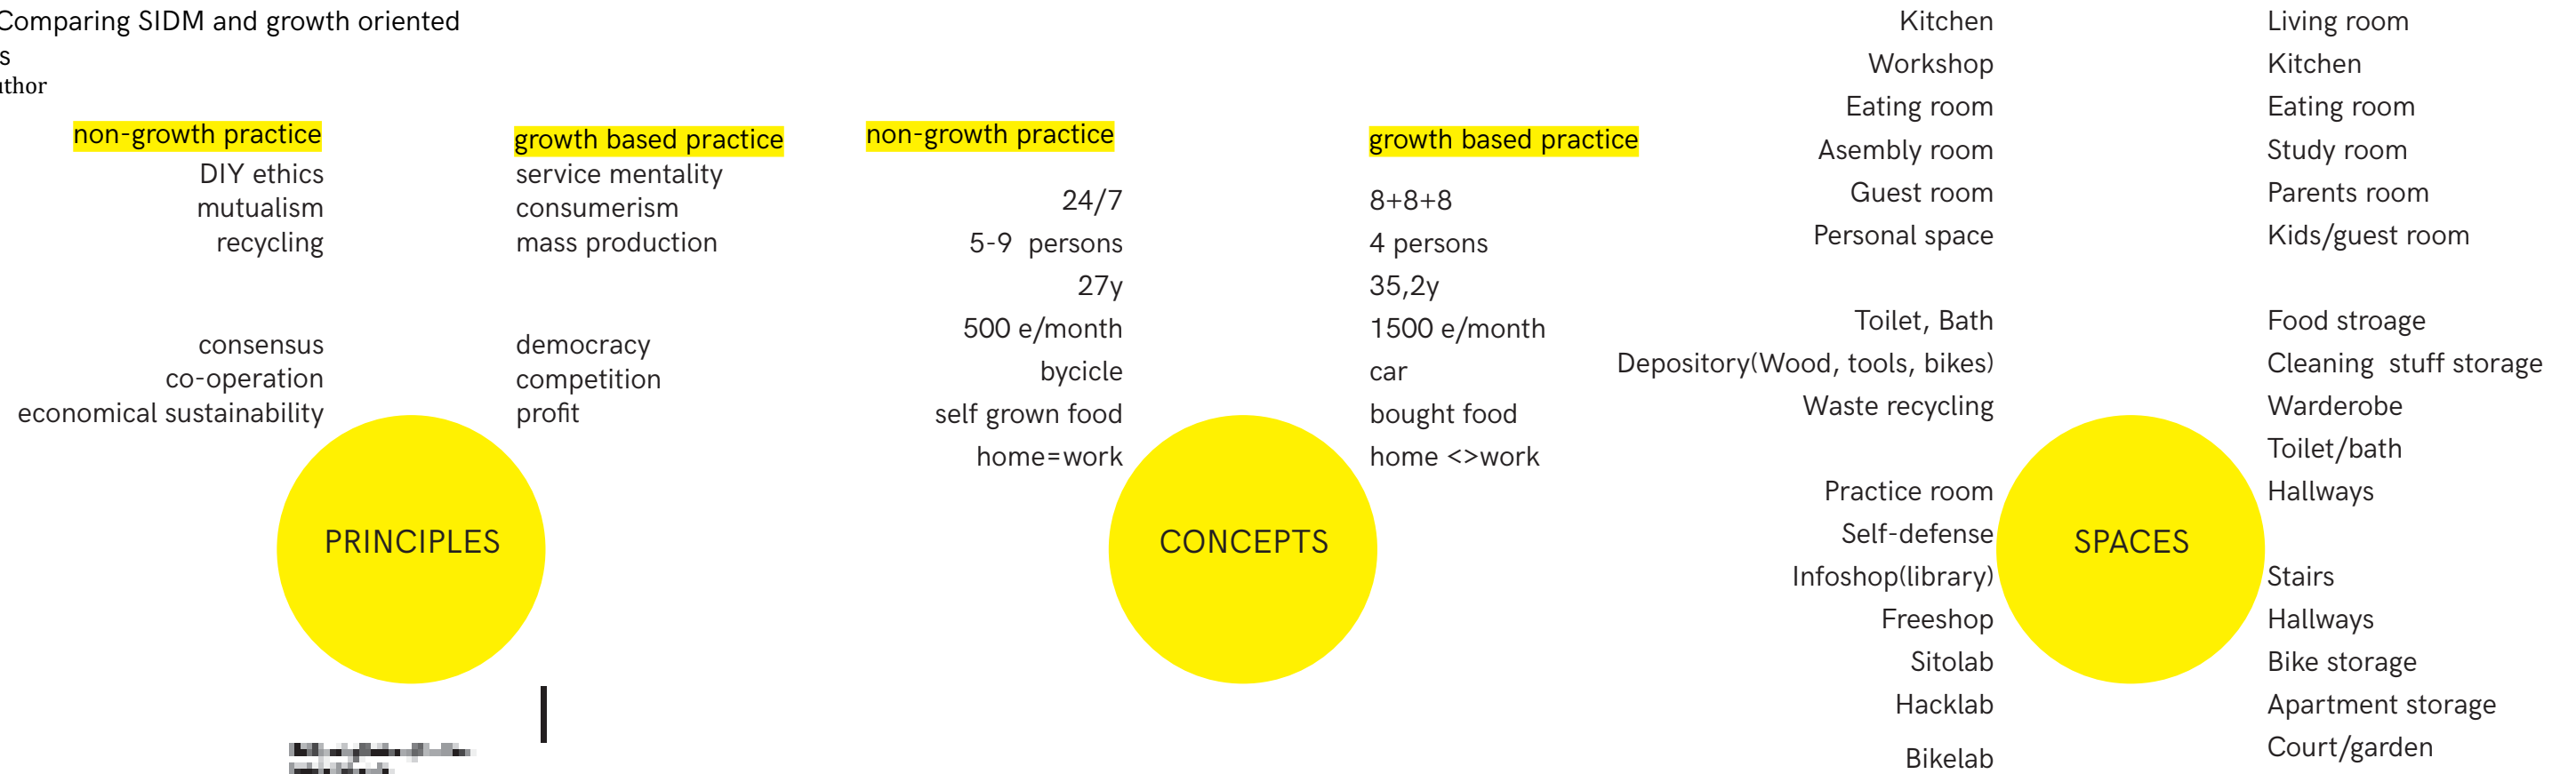 Comparing SIDM and growth oriented
s
uthor
non-growth practice
DIY ethics
mutualism
recycling
consensus
co-operation
economical sustainability
growth based practice
service mentality
consumerism
mass production
democracy
competition
profit
PRINCIPLES
non-growth practice
24/7
5-9 persons
27y
500 e/month
bycicle
self grown food
home=work
growth based practice
8+8+8
4 persons
35,2y
1500 e/month
car
bought food
home <>work
CONCEPTS
Kitchen
Workshop
Eating room
Asembly room
Guest room
Personal space
Toilet, Bath
Depository(Wood, tools, bikes)
Waste recycling
Practice room
Self-defense
Infoshop(library)
Freeshop
Sitolab
Hacklab
Bikelab
Living room
Kitchen
Eating room
Study room
Parents room
Kids/guest room
Food stroage
Cleaning stuff storage
Warderobe
Toilet/bath
Hallways
Stairs
Hallways
Bike storage
Apartment storage
Court/garden
SPACES